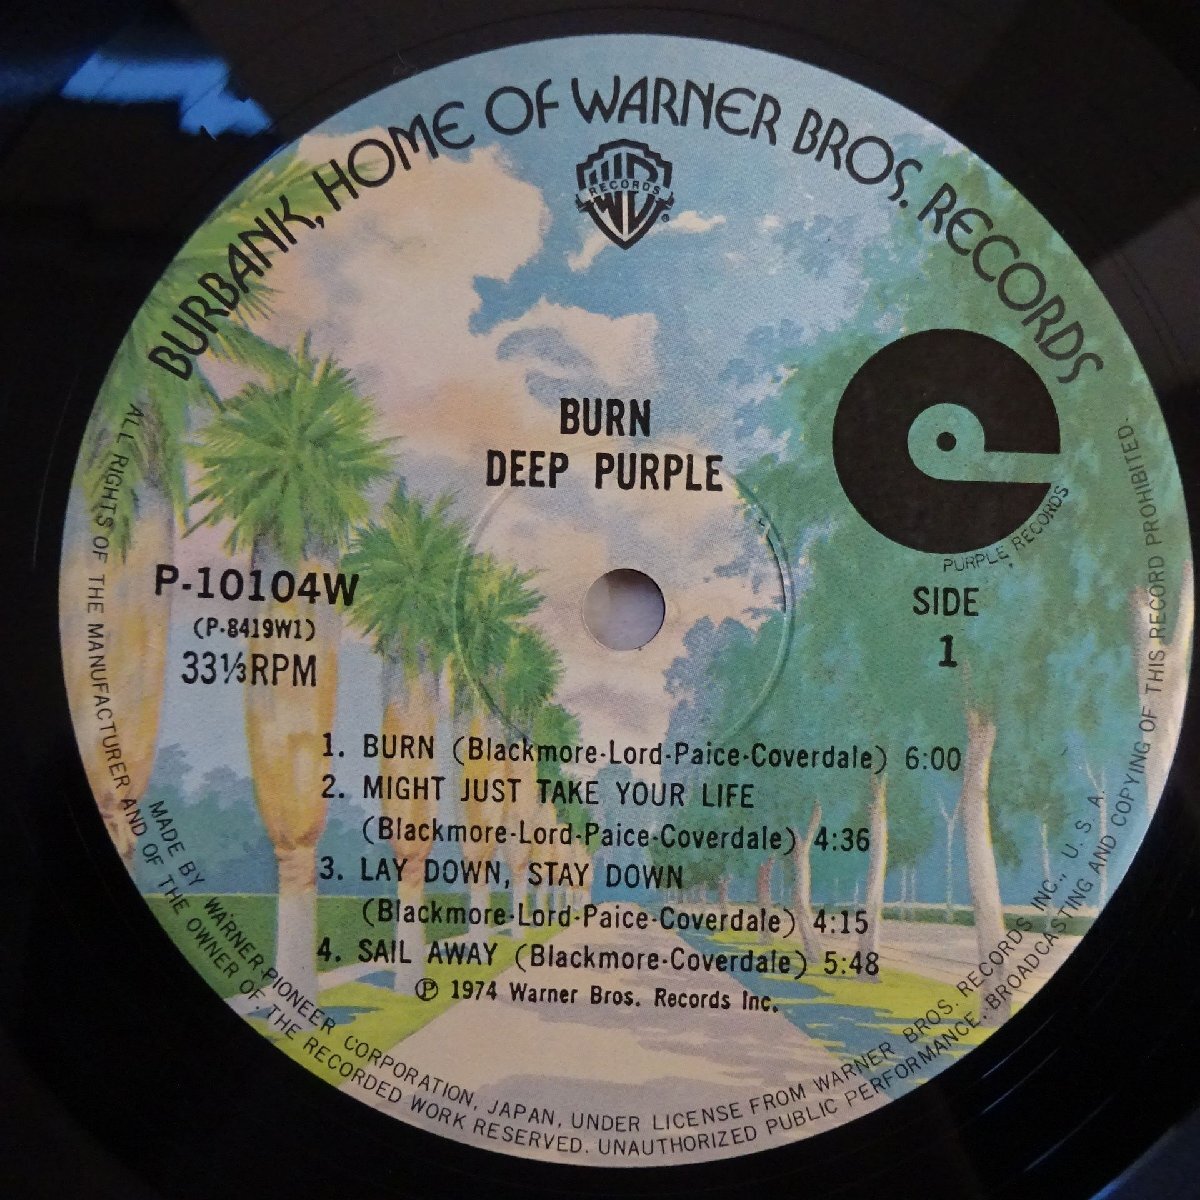 BURBANK, HOME OF WARNER BROS. RECORDS
RECORDS
®
BURN
DEEP PURPLE
PURPLE RECORDS
P-10104W
(P-8419W1)
33⅓RPM
SIDE
1
1. BURN (Blackmore-Lord-Paice-Coverdale) 6:00
2. MIGHT JUST TAKE YOUR LIFE
(Blackmore-Lord-Paice-Coverdale) 4:36
3. LAY DOWN, STAY DOWN
(Blackmore-Lord-Paice-Coverdale) 4:15
4. SAIL AWAY (Blackmore-Coverdale) 5:48
℗ 1974 Warner Bros. Records Inc.
MADE BY WARNER-PIONEER CORPORATION, JAPAN, UNDER LICENSE FROM WARNER BROS. RECORDS INC., U. S. A.
ALL RIGHTS OF THE MANUFACTURER AND OF THE OWNER OF THE RECORDED WORK RESERVED. UNAUTHORIZED PUBLIC PERFORMANCE, BROADCASTING AND COPYING OF THIS RECORD PROHIBITED.